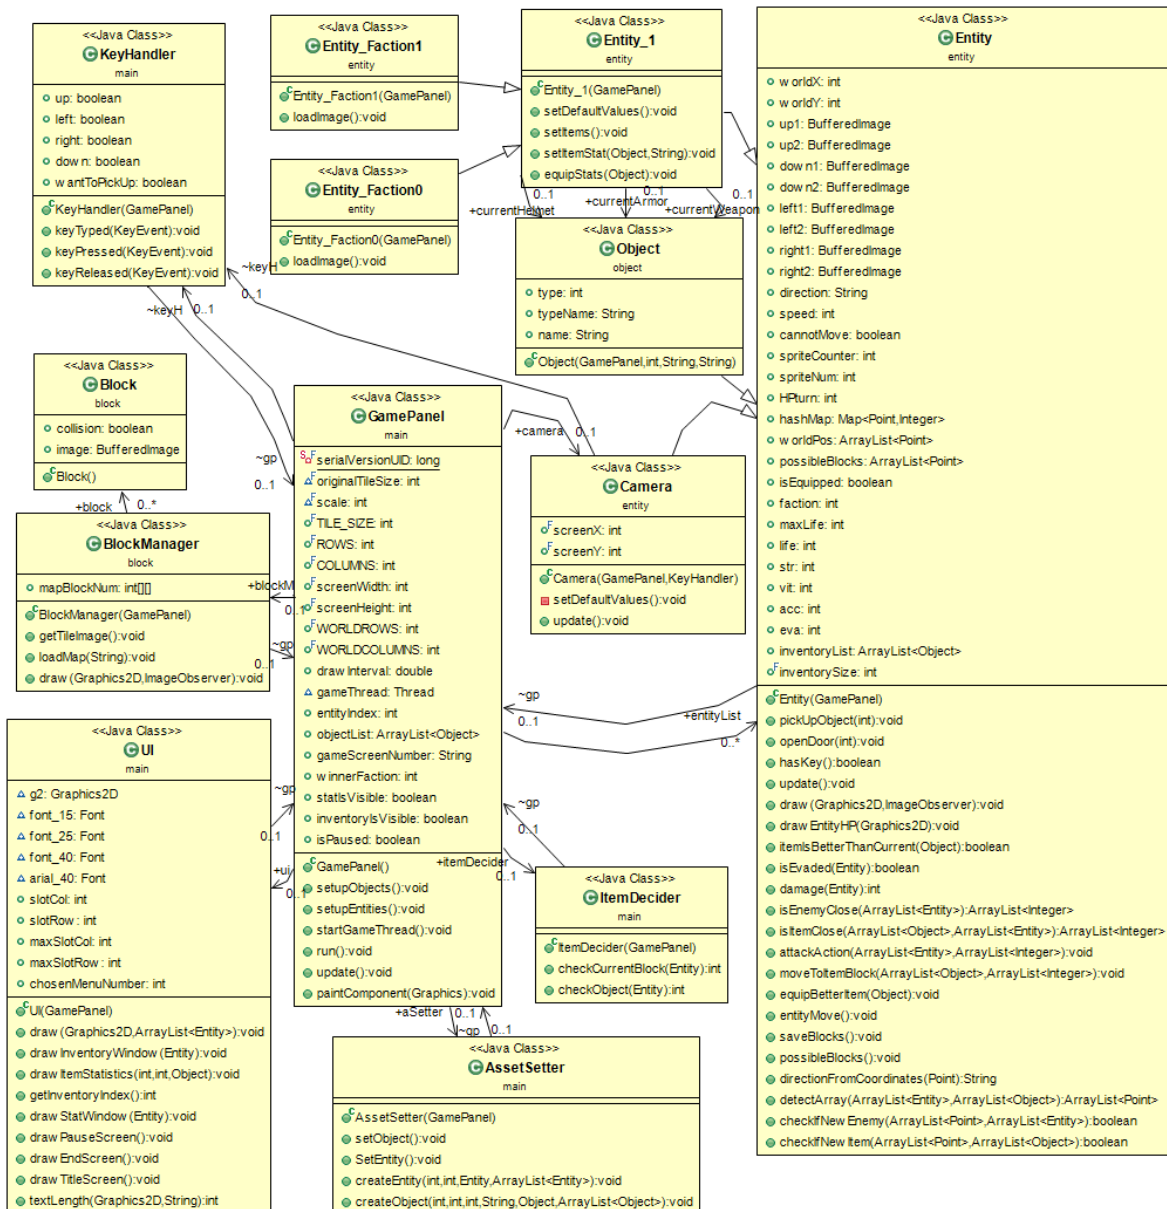 <<Java Class>>
KeyHandler
main
up: boolean
left: boolean
right: boolean
down: boolean
wantToPickUp: boolean
KeyHandler(GamePanel)
keyTyped(KeyEvent):void
keyPressed(KeyEvent):void
keyReleased(KeyEvent):void
<<Java Class>>
Entity_Faction1
entity
Entity_Faction1(GamePanel)
loadImage():void
<<Java Class>>
Entity_Faction0
entity
Entity_Faction0(GamePanel)
loadImage():void
<<Java Class>>
Entity_1
entity
Entity_1(GamePanel)
setDefaultValues():void
setItems():void
setItemStat(Object,String):void
equipStats(Object):void
0..1
0..1
0..1
+currentHelmet
+currentArmor
+currentWeapon
<<Java Class>>
Object
object
type: int
typeName: String
name: String
Object(GamePanel,int,String,String)
<<Java Class>>
Entity
entity
worldX: int
worldY: int
up1: BufferedImage
up2: BufferedImage
down1: BufferedImage
down2: BufferedImage
left1: BufferedImage
left2: BufferedImage
right1: BufferedImage
right2: BufferedImage
direction: String
speed: int
cannotMove: boolean
spriteCounter: int
spriteNum: int
HPturn: int
hashMap: Map<Point,Integer>
worldPos: ArrayList<Point>
possibleBlocks: ArrayList<Point>
isEquipped: boolean
faction: int
maxLife: int
life: int
str: int
vit: int
acc: int
eva: int
inventoryList: ArrayList<Object>
F inventorySize: int
Entity(GamePanel)
pickUpObject(int):void
openDoor(int):void
hasKey():boolean
update():void
draw(Graphics2D,ImageObserver):void
drawEntityHP(Graphics2D):void
itemIsBetterThanCurrent(Object):boolean
isEvaded(Entity):boolean
damage(Entity):int
isEnemyClose(ArrayList<Entity>):ArrayList<Integer>
isItemClose(ArrayList<Object>,ArrayList<Entity>):ArrayList<Integer>
attackAction(ArrayList<Entity>,ArrayList<Integer>):void
moveToItemBlock(ArrayList<Object>,ArrayList<Integer>):void
equipBetterItem(Object):void
entityMove():void
saveBlocks():void
possibleBlocks():void
directionFromCoordinates(Point):String
detectArray(ArrayList<Entity>,ArrayList<Object>):ArrayList<Point>
checkIfNewEnemy(ArrayList<Point>,ArrayList<Entity>):boolean
checkIfNewItem(ArrayList<Point>,ArrayList<Object>):boolean
~keyH
0..1
~keyH
0..1
~gp
0..1
<<Java Class>>
Block
block
collision: boolean
image: BufferedImage
Block()
+block
0..*
<<Java Class>>
BlockManager
block
mapBlockNum: int[][]
BlockManager(GamePanel)
getTileImage():void
loadMap(String):void
draw(Graphics2D,ImageObserver):void
+blockM
0..1
~gp
0..1
<<Java Class>>
GamePanel
main
S F serialVersionUID: long
F originalTileSize: int
F scale: int
F TILE_SIZE: int
F ROWS: int
F COLUMNS: int
F screenWidth: int
F screenHeight: int
F WORLDROWS: int
F WORLDCOLUMNS: int
drawInterval: double
gameThread: Thread
entityIndex: int
objectList: ArrayList<Object>
gameScreenNumber: String
winnerFaction: int
statIsVisible: boolean
inventoryIsVisible: boolean
isPaused: boolean
GamePanel()
setupObjects():void
setupEntities():void
startGameThread():void
run():void
update():void
paintComponent(Graphics):void
+camera
0..1
<<Java Class>>
Camera
entity
F screenX: int
F screenY: int
Camera(GamePanel,KeyHandler)
setDefaultValues():void
update():void
~gp
0..1
+entityList
0..*
<<Java Class>>
UI
main
g2: Graphics2D
font_15: Font
font_25: Font
font_40: Font
arial_40: Font
slotCol: int
slotRow: int
maxSlotCol: int
maxSlotRow: int
chosenMenuNumber: int
UI(GamePanel)
draw(Graphics2D,ArrayList<Entity>):void
drawInventoryWindow(Entity):void
drawItemStatistics(int,int,Object):void
getInventoryIndex():int
drawStatWindow(Entity):void
drawPauseScreen():void
drawEndScreen():void
drawTitleScreen():void
textLength(Graphics2D,String):int
~gp
0..1
+ui
0..1
~gp
0..1
+itemDecider
0..1
<<Java Class>>
ItemDecider
main
ItemDecider(GamePanel)
checkCurrentBlock(Entity):int
checkObject(Entity):int
+aSetter
0..1
~gp
0..1
<<Java Class>>
AssetSetter
main
AssetSetter(GamePanel)
setObject():void
SetEntity():void
createEntity(int,int,Entity,ArrayList<Entity>):void
createObject(int,int,int,String,Object,ArrayList<Object>):void